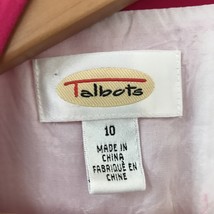 Talbots
10
MADE IN
CHINA
FABRIQUÉ EN
CHINE